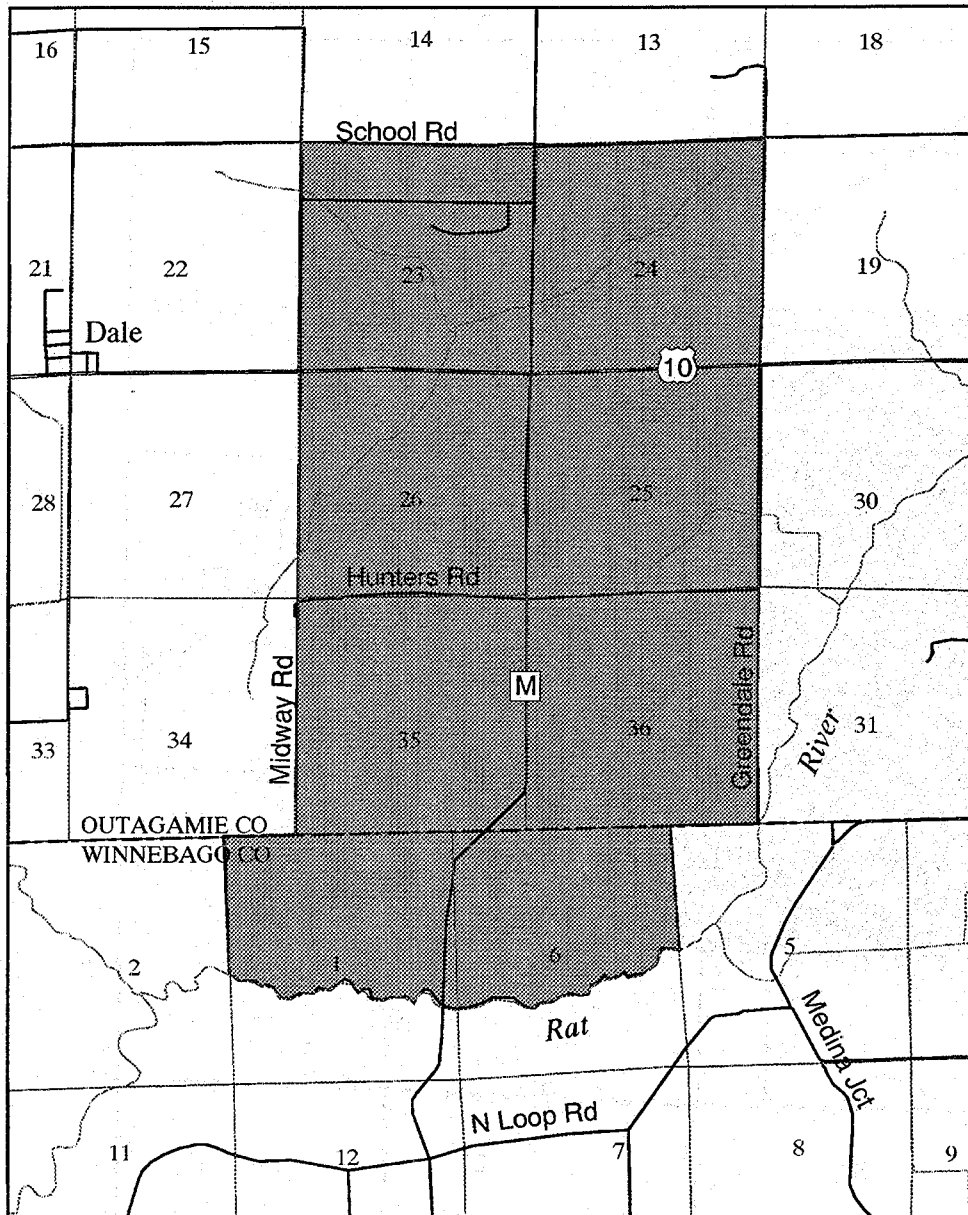 16
15
14
13
18
School Rd
21
22
23
24
19
Dale
10
28
27
26
25
30
Hunters Rd
Midway Rd
M
Greendale Rd
River
33
34
35
36
31
OUTAGAMIE CO
WINNEBAGO CO
2
1
6
5
Rat
Medina Jct
N Loop Rd
11
12
7
8
9